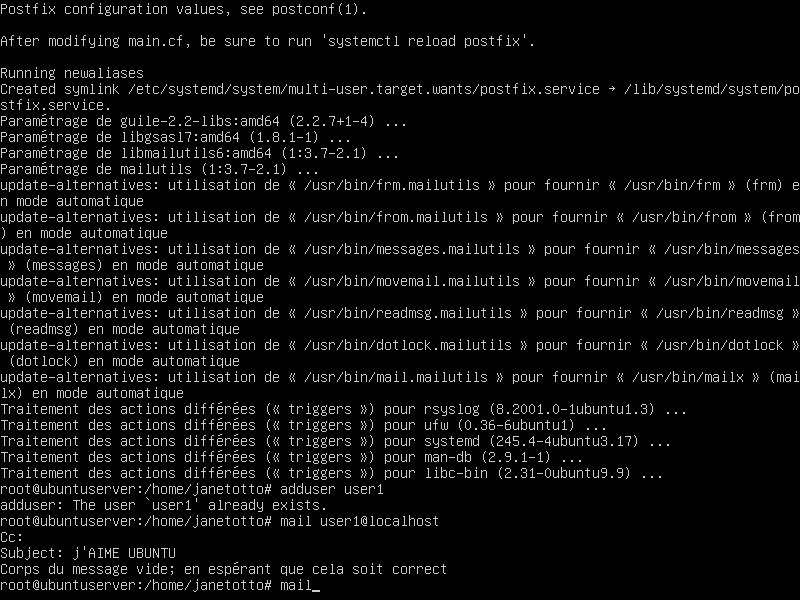 Postfix configuration values, see postconf(1).
After modifying main.cf, be sure to run 'systemctl reload postfix'.
Running newaliases
Created symlink /etc/systemd/system/multi-user.target.wants/postfix.service → /lib/systemd/system/po
stfix.service.
Paramétrage de guile-2.2-libs:amd64 (2.2.7+1-4) ...
Paramétrage de libgsasl7:amd64 (1.8.1-1) ...
Paramétrage de libmailutils6:amd64 (1:3.7-2.1) ...
Paramétrage de mailutils (1:3.7-2.1) ...
update-alternatives: utilisation de « /usr/bin/frm.mailutils » pour fournir « /usr/bin/frm » (frm) e
n mode automatique
update-alternatives: utilisation de « /usr/bin/from.mailutils » pour fournir « /usr/bin/from » (from
) en mode automatique
update-alternatives: utilisation de « /usr/bin/messages.mailutils » pour fournir « /usr/bin/messages
» (messages) en mode automatique
update-alternatives: utilisation de « /usr/bin/movemail.mailutils » pour fournir « /usr/bin/movemail
» (movemail) en mode automatique
update-alternatives: utilisation de « /usr/bin/readmsg.mailutils » pour fournir « /usr/bin/readmsg »
(readmsg) en mode automatique
update-alternatives: utilisation de « /usr/bin/dotlock.mailutils » pour fournir « /usr/bin/dotlock »
(dotlock) en mode automatique
update-alternatives: utilisation de « /usr/bin/mail.mailutils » pour fournir « /usr/bin/mailx » (mai
lx) en mode automatique
Traitement des actions différées (« triggers ») pour rsyslog (8.2001.0-1ubuntu1.3) ...
Traitement des actions différées (« triggers ») pour ufw (0.36-6ubuntu1) ...
Traitement des actions différées (« triggers ») pour systemd (245.4-4ubuntu3.17) ...
Traitement des actions différées (« triggers ») pour man-db (2.9.1-1) ...
Traitement des actions différées (« triggers ») pour libc-bin (2.31-0ubuntu9.9) ...
root@ubuntuserver:/home/janetotto# adduser user1
adduser: The user `user1' already exists.
root@ubuntuserver:/home/janetotto# mail user1@localhost
Cc:
Subject: j'AIME UBUNTU
Corps du message vide; en espérant que cela soit correct
root@ubuntuserver:/home/janetotto# mail_